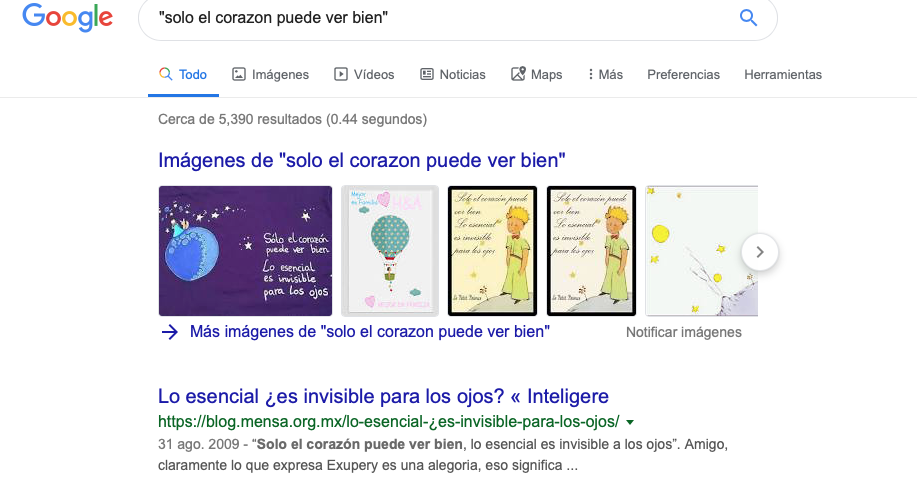 Google
"solo el corazon puede ver bien"
Todo Imágenes Vídeos Noticias Maps Más Preferencias Herramientas
Cerca de 5,390 resultados (0.44 segundos)
Imágenes de "solo el corazon puede ver bien"
Sólo el corazón
puede ver bien
Lo esencial
es invisible
para los ojos
H&A
Solo el corazón puede
ver bien
Lo esencial
es invisible
para los ojos
Le Petit Prince
Solo el corazón puede
ver bien
Lo esencial
es invisible
para los ojos
Le Petit Prince
Más imágenes de "solo el corazon puede ver bien"
Notificar imágenes
Lo esencial ¿es invisible para los ojos? « Inteligere
https://blog.mensa.org.mx/lo-esencial-¿es-invisible-para-los-ojos/
31 ago. 2009 - “Solo el corazón puede ver bien, lo esencial es invisible a los ojos”. Amigo,
claramente lo que expresa Exupery es una alegoria, eso significa ...